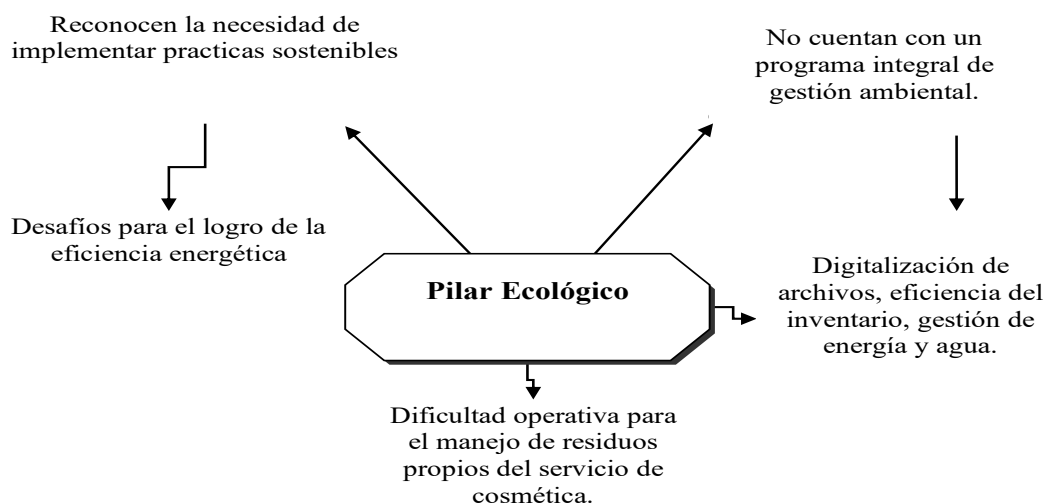 Reconocen la necesidad de
implementar practicas sostenibles
No cuentan con un
programa integral de
gestión ambiental.
Desafíos para el logro de la
eficiencia energética
Pilar Ecológico
Digitalización de
archivos, eficiencia del
inventario, gestión de
energía y agua.
Dificultad operativa para
el manejo de residuos
propios del servicio de
cosmética.